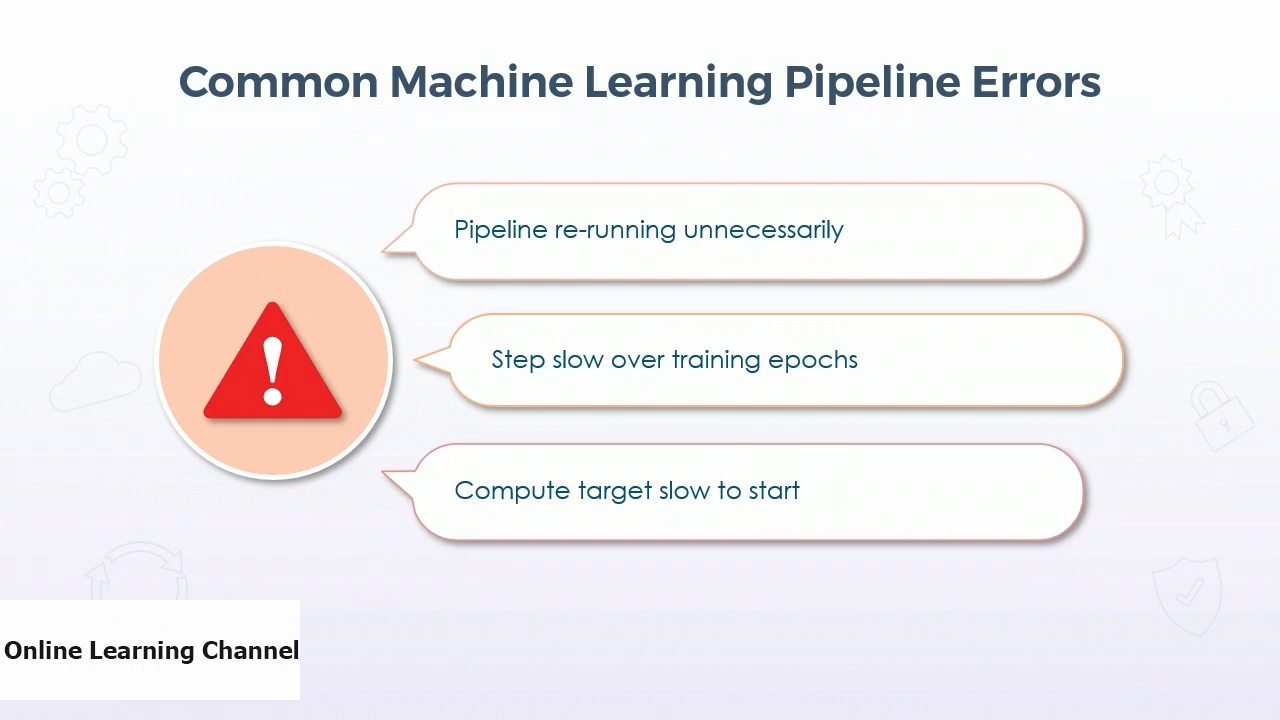 Common Machine Learning Pipeline Errors
Pipeline re-running unnecessarily
Step slow over training epochs
Compute target slow to start
Online Learning Channel